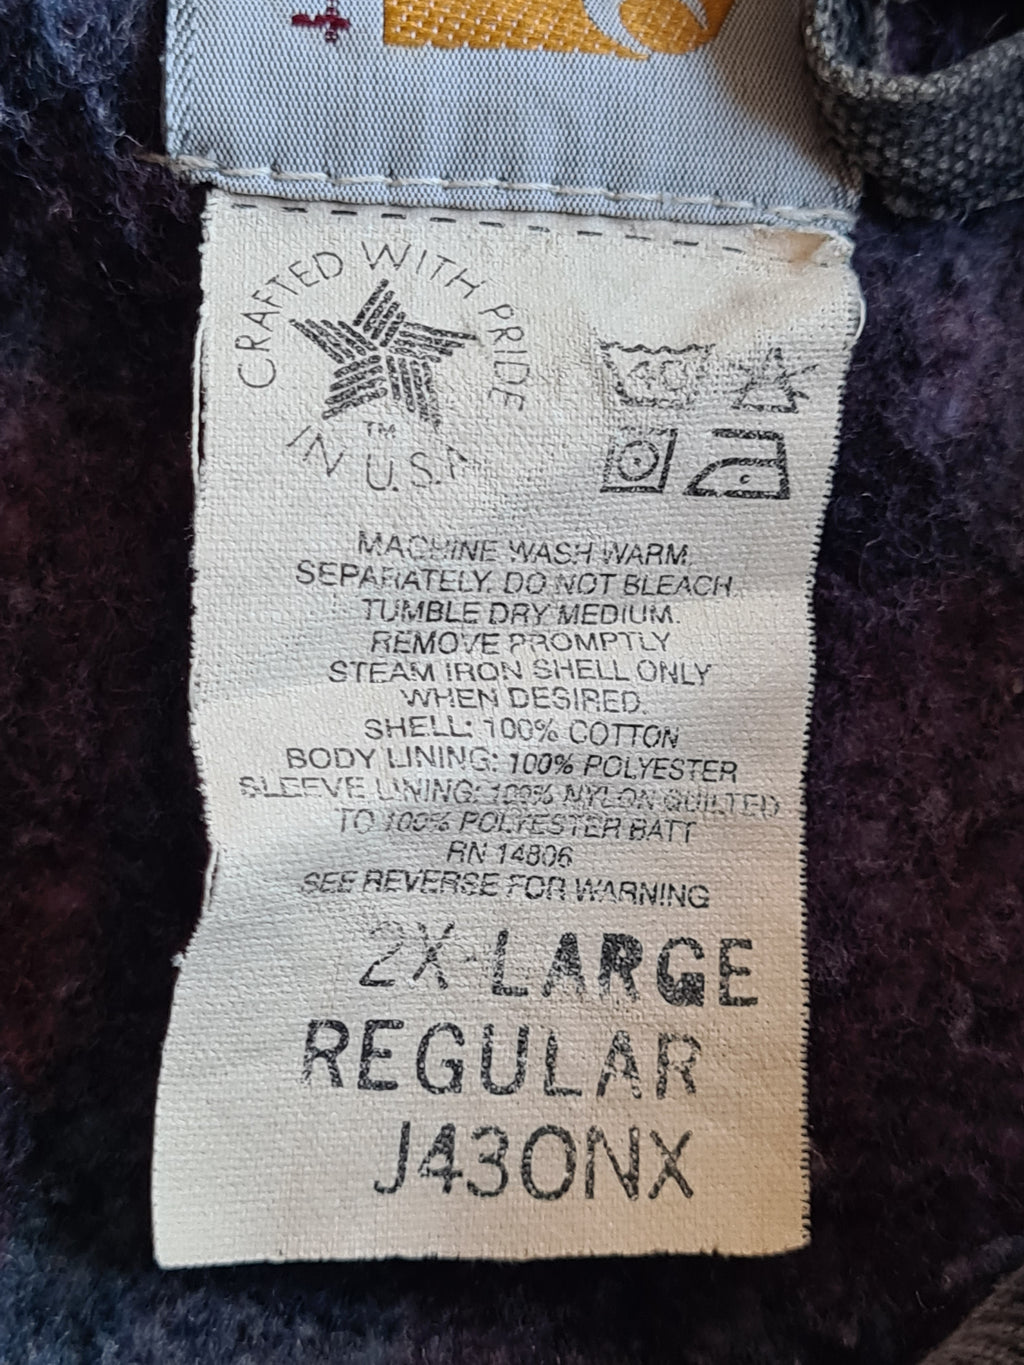 CRAFTED WITH PRIDE
IN U.S.A
TM
40
MACHINE WASH WARM
SEPARATELY. DO NOT BLEACH.
TUMBLE DRY MEDIUM.
REMOVE PROMPTLY
STEAM IRON SHELL ONLY
WHEN DESIRED.
SHELL: 100% COTTON
BODY LINING: 100% POLYESTER
SLEEVE LINING: 100% NYLON QUILTED
TO 100% POLYESTER BATT
RN 14806
SEE REVERSE FOR WARNING
2X-LARGE
REGULAR
J43ONX